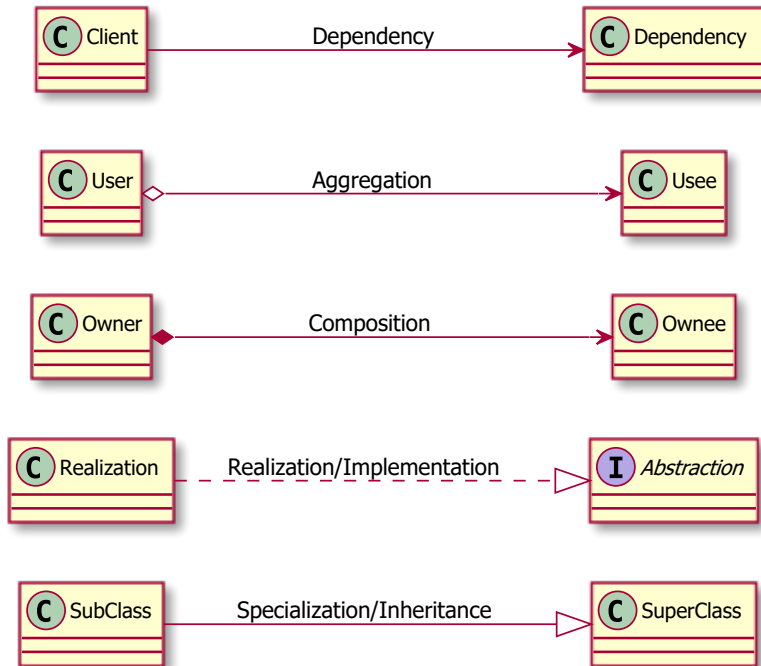 C Client Dependency C Dependency
C User Aggregation C Usee
C Owner Composition C Ownee
C Realization Realization/Implementation I Abstraction
C SubClass Specialization/Inheritance C SuperClass